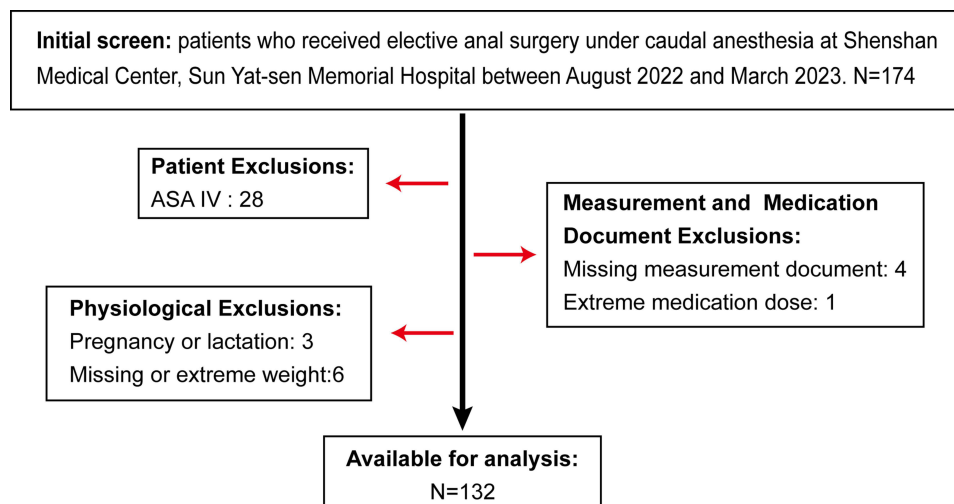 Initial screen: patients who received elective anal surgery under caudal anesthesia at Shenshan
Medical Center, Sun Yat-sen Memorial Hospital between August 2022 and March 2023. N=174
Patient Exclusions:
ASA IV : 28
Measurement and Medication
Document Exclusions:
Missing measurement document: 4
Extreme medication dose: 1
Physiological Exclusions:
Pregnancy or lactation: 3
Missing or extreme weight:6
Available for analysis:
N=132